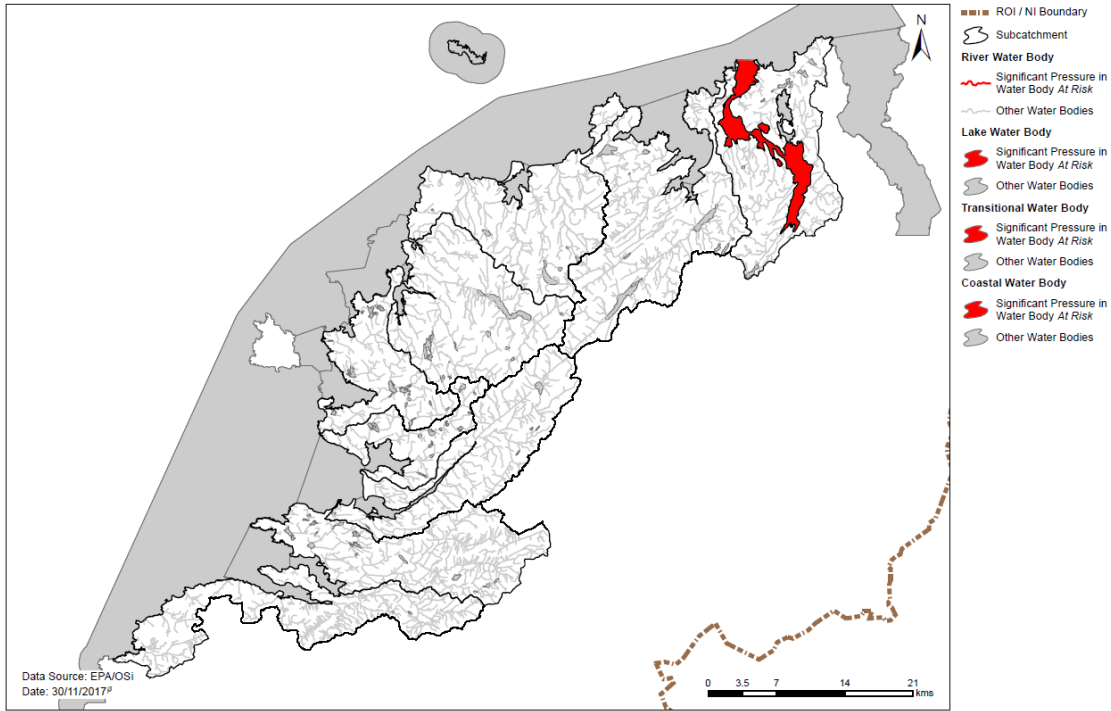 N
ROI / NI Boundary
Subcatchment
River Water Body
Significant Pressure in
Water Body At Risk
Other Water Bodies
Lake Water Body
Significant Pressure in
Water Body At Risk
Other Water Bodies
Transitional Water Body
Significant Pressure in
Water Body At Risk
Other Water Bodies
Coastal Water Body
Significant Pressure in
Water Body At Risk
Other Water Bodies
Data Source: EPA/OSi
Date: 30/11/2017
0 3.5 7 14 21
kms